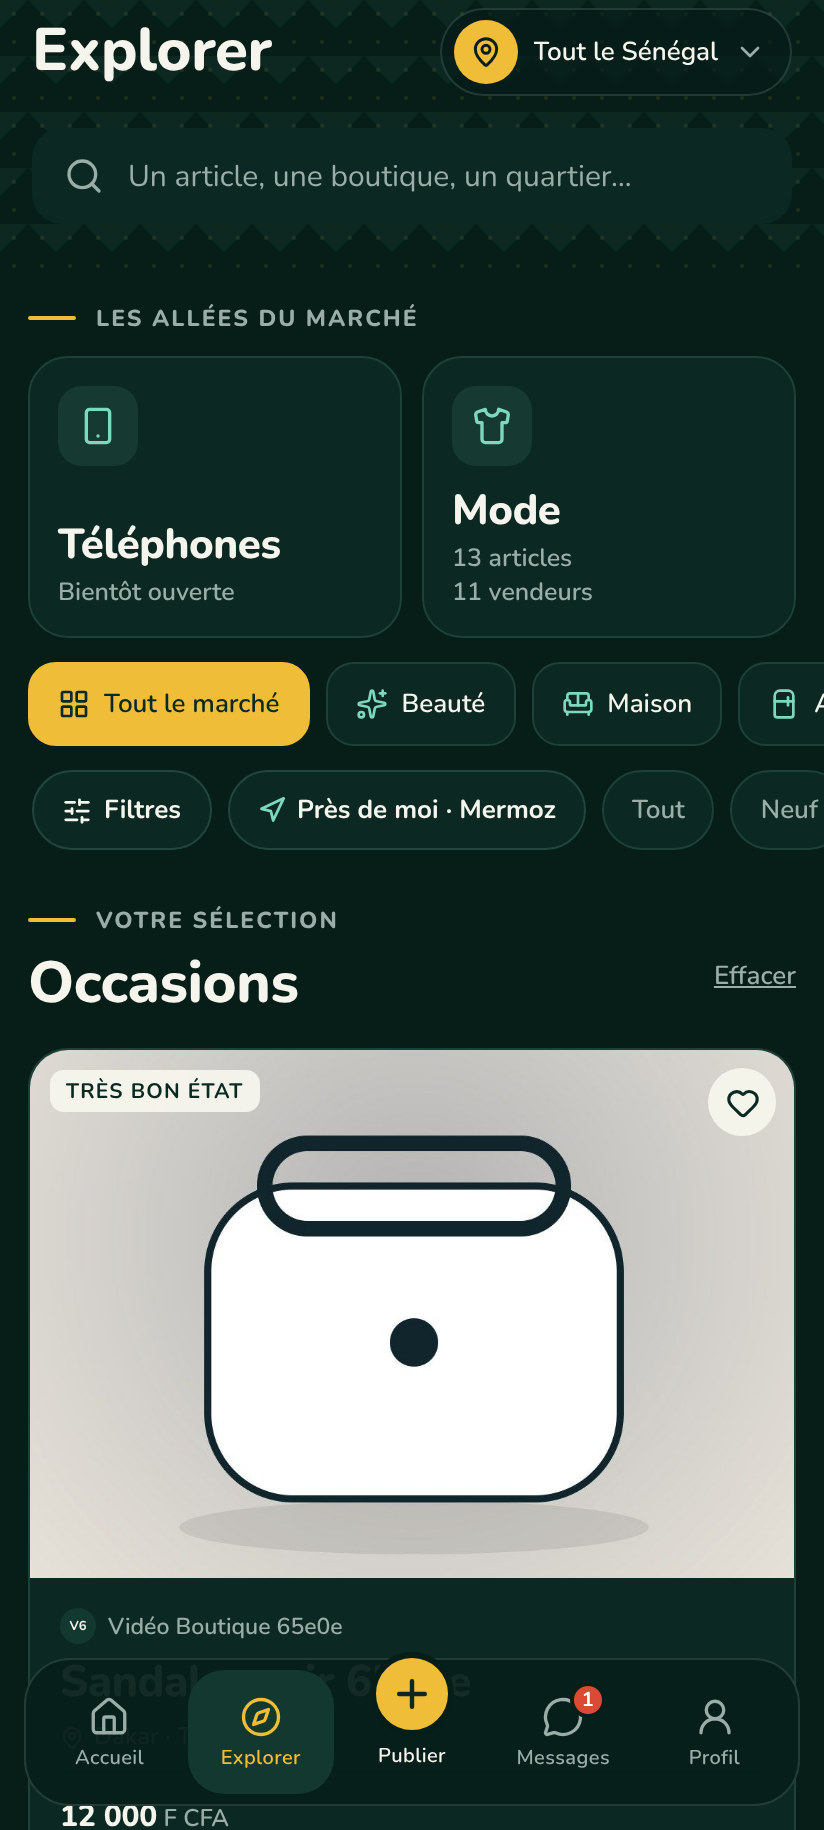 Explorer
Tout le Sénégal
Un article, une boutique, un quartier...
LES ALLÉES DU MARCHÉ
Téléphones
Bientôt ouverte
Mode
13 articles
11 vendeurs
Tout le marché
Beauté
Maison
Filtres
Près de moi · Mermoz
Tout
Neuf
VOTRE SÉLECTION
Occasions
Effacer
TRÈS BON ÉTAT
V6
Vidéo Boutique 65e0e
Dakar
Accueil
Explorer
Publier
1
Messages
Profil
12 000 F CFA